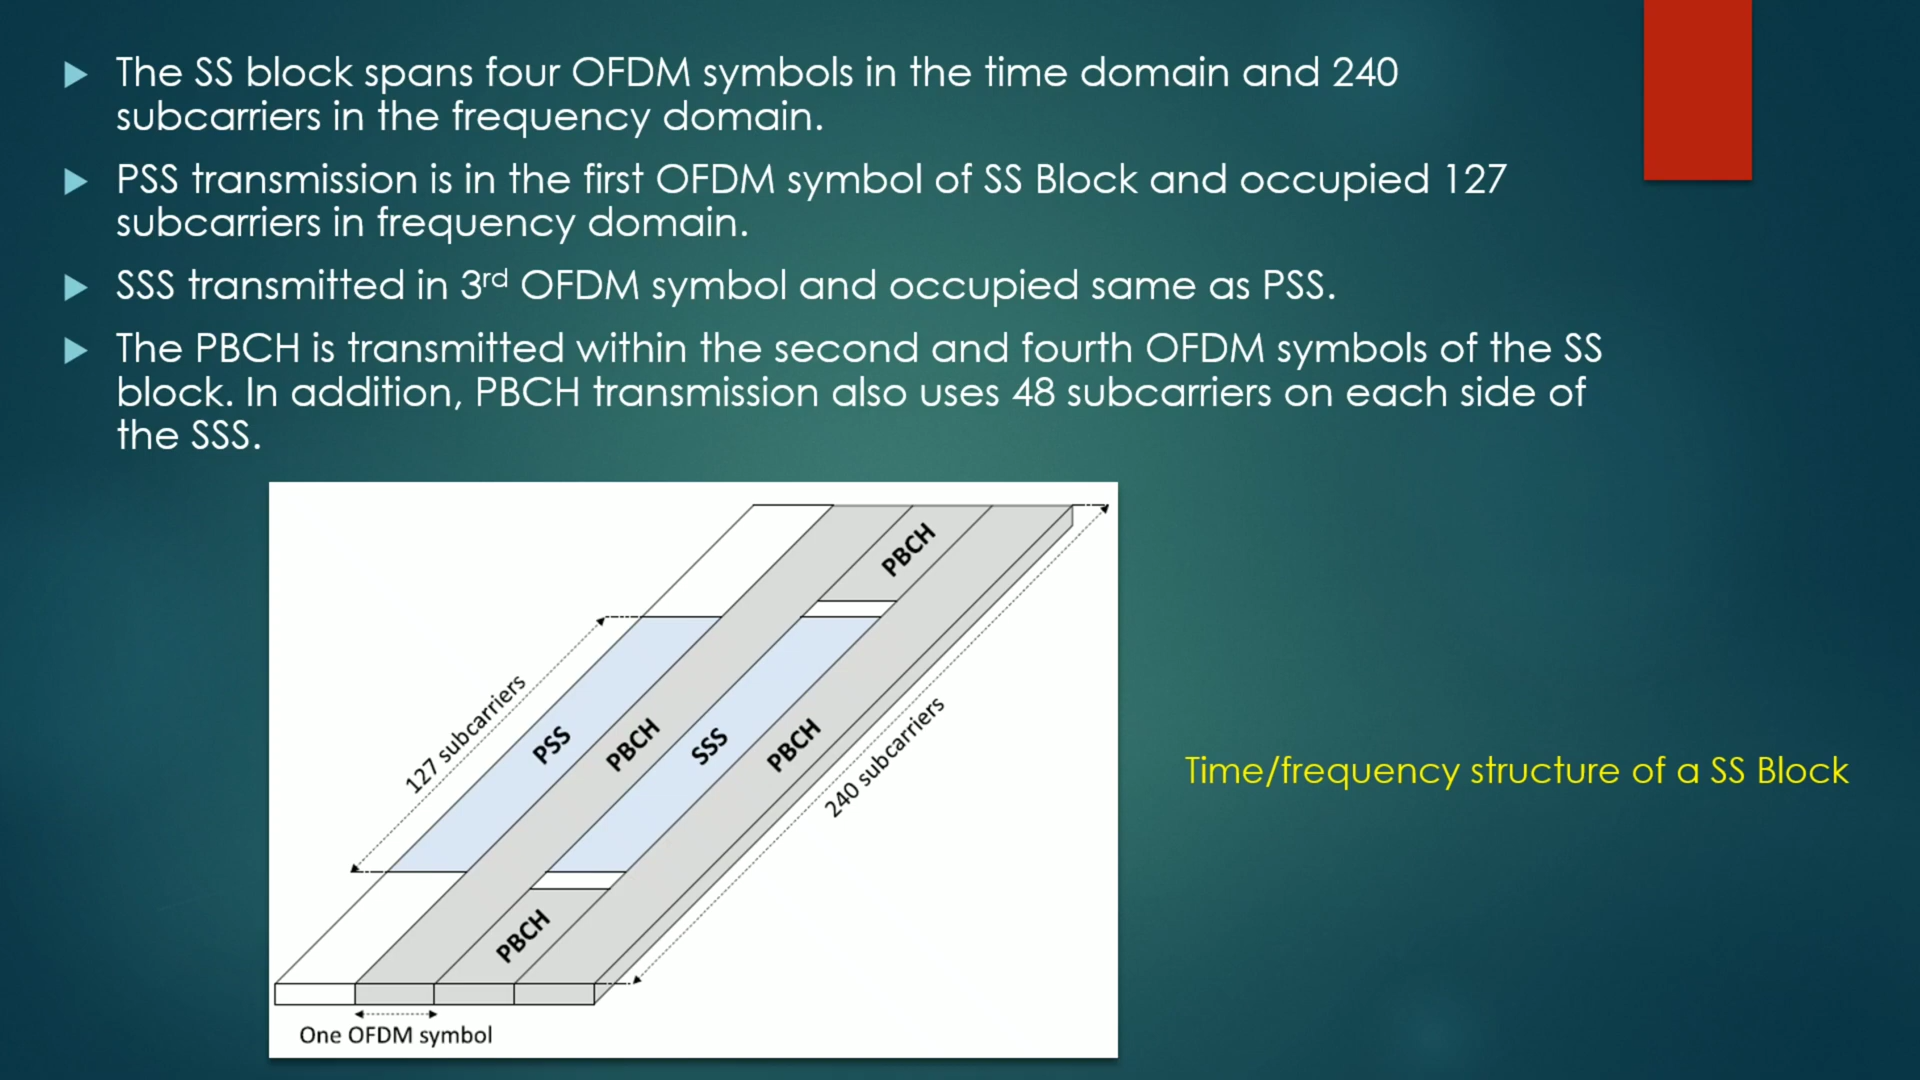 The SS block spans four OFDM symbols in the time domain and 240
subcarriers in the frequency domain.
PSS transmission is in the first OFDM symbol of SS Block and occupied 127
subcarriers in frequency domain.
SSS transmitted in 3rd OFDM symbol and occupied same as PSS.
The PBCH is transmitted within the second and fourth OFDM symbols of the SS
block. In addition, PBCH transmission also uses 48 subcarriers on each side of
the SSS.
PBCH
127 subcarriers
PSS
PBCH
SSS
PBCH
240 subcarriers
PBCH
One OFDM symbol
Time/frequency structure of a SS Block